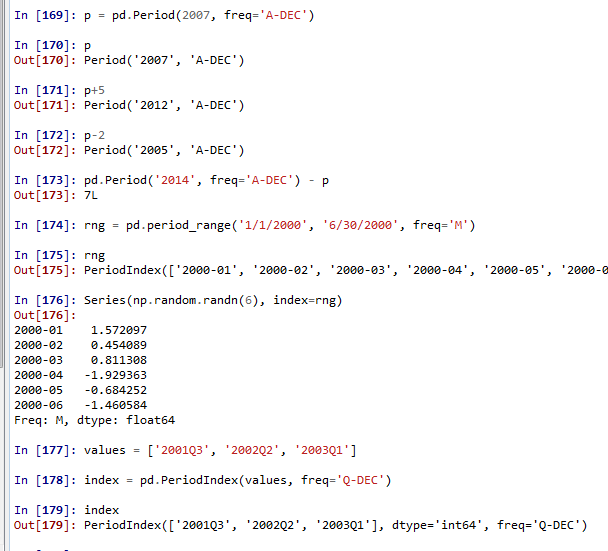 In [169]: p = pd.Period(2007, freq='A-DEC')
In [170]: p
Out[170]: Period('2007', 'A-DEC')
In [171]: p+5
Out[171]: Period('2012', 'A-DEC')
In [172]: p-2
Out[172]: Period('2005', 'A-DEC')
In [173]: pd.Period('2014', freq='A-DEC') - p
Out[173]: 7L
In [174]: rng = pd.period_range('1/1/2000', '6/30/2000', freq='M')
In [175]: rng
Out[175]: PeriodIndex(['2000-01', '2000-02', '2000-03', '2000-04', '2000-05', '2000-0
In [176]: Series(np.random.randn(6), index=rng)
Out[176]:
2000-01    1.572097
2000-02    0.454089
2000-03    0.811308
2000-04   -1.929363
2000-05   -0.684252
2000-06   -1.460584
Freq: M, dtype: float64
In [177]: values = ['2001Q3', '2002Q2', '2003Q1']
In [178]: index = pd.PeriodIndex(values, freq='Q-DEC')
In [179]: index
Out[179]: PeriodIndex(['2001Q3', '2002Q2', '2003Q1'], dtype='int64', freq='Q-DEC')